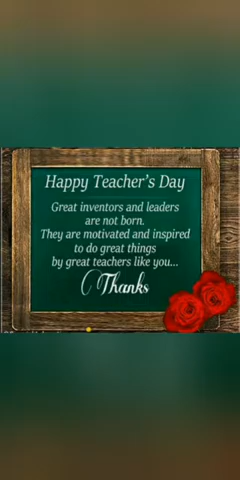 Happy Teacher's Day
Great inventors and leaders
are not born.
They are motivated and inspired
to do great things
by great teachers like you...
Thanks